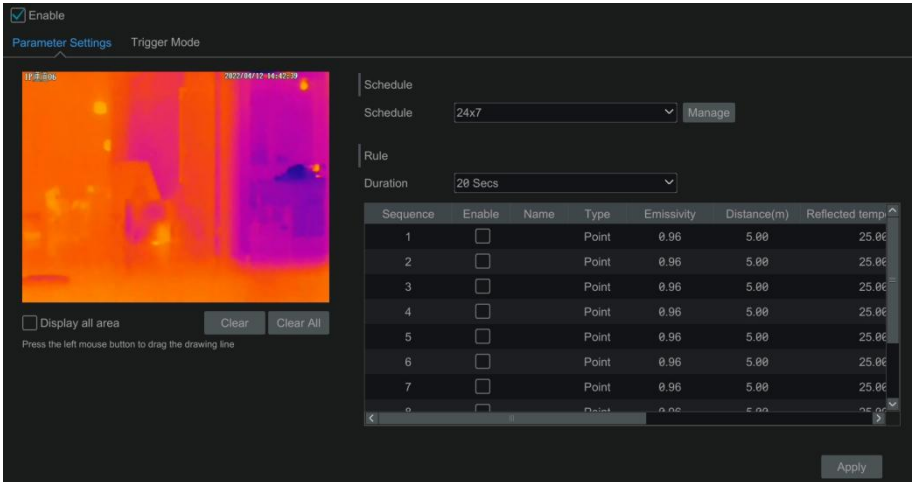 Enable
Parameter Settings Trigger Mode
2022/04/12 14:42:39
Schedule
Schedule 24x7 Manage
Rule
Duration 20 Secs
Sequence Enable Name Type Emissivity Distance(m) Reflected temp
1 Point 0.96 5.00 25.00
2 Point 0.96 5.00 25.00
3 Point 0.96 5.00 25.00
4 Point 0.96 5.00 25.00
5 Point 0.96 5.00 25.00
6 Point 0.96 5.00 25.00
7 Point 0.96 5.00 25.00
Display all area Clear Clear All
Press the left mouse button to drag the drawing line
Apply